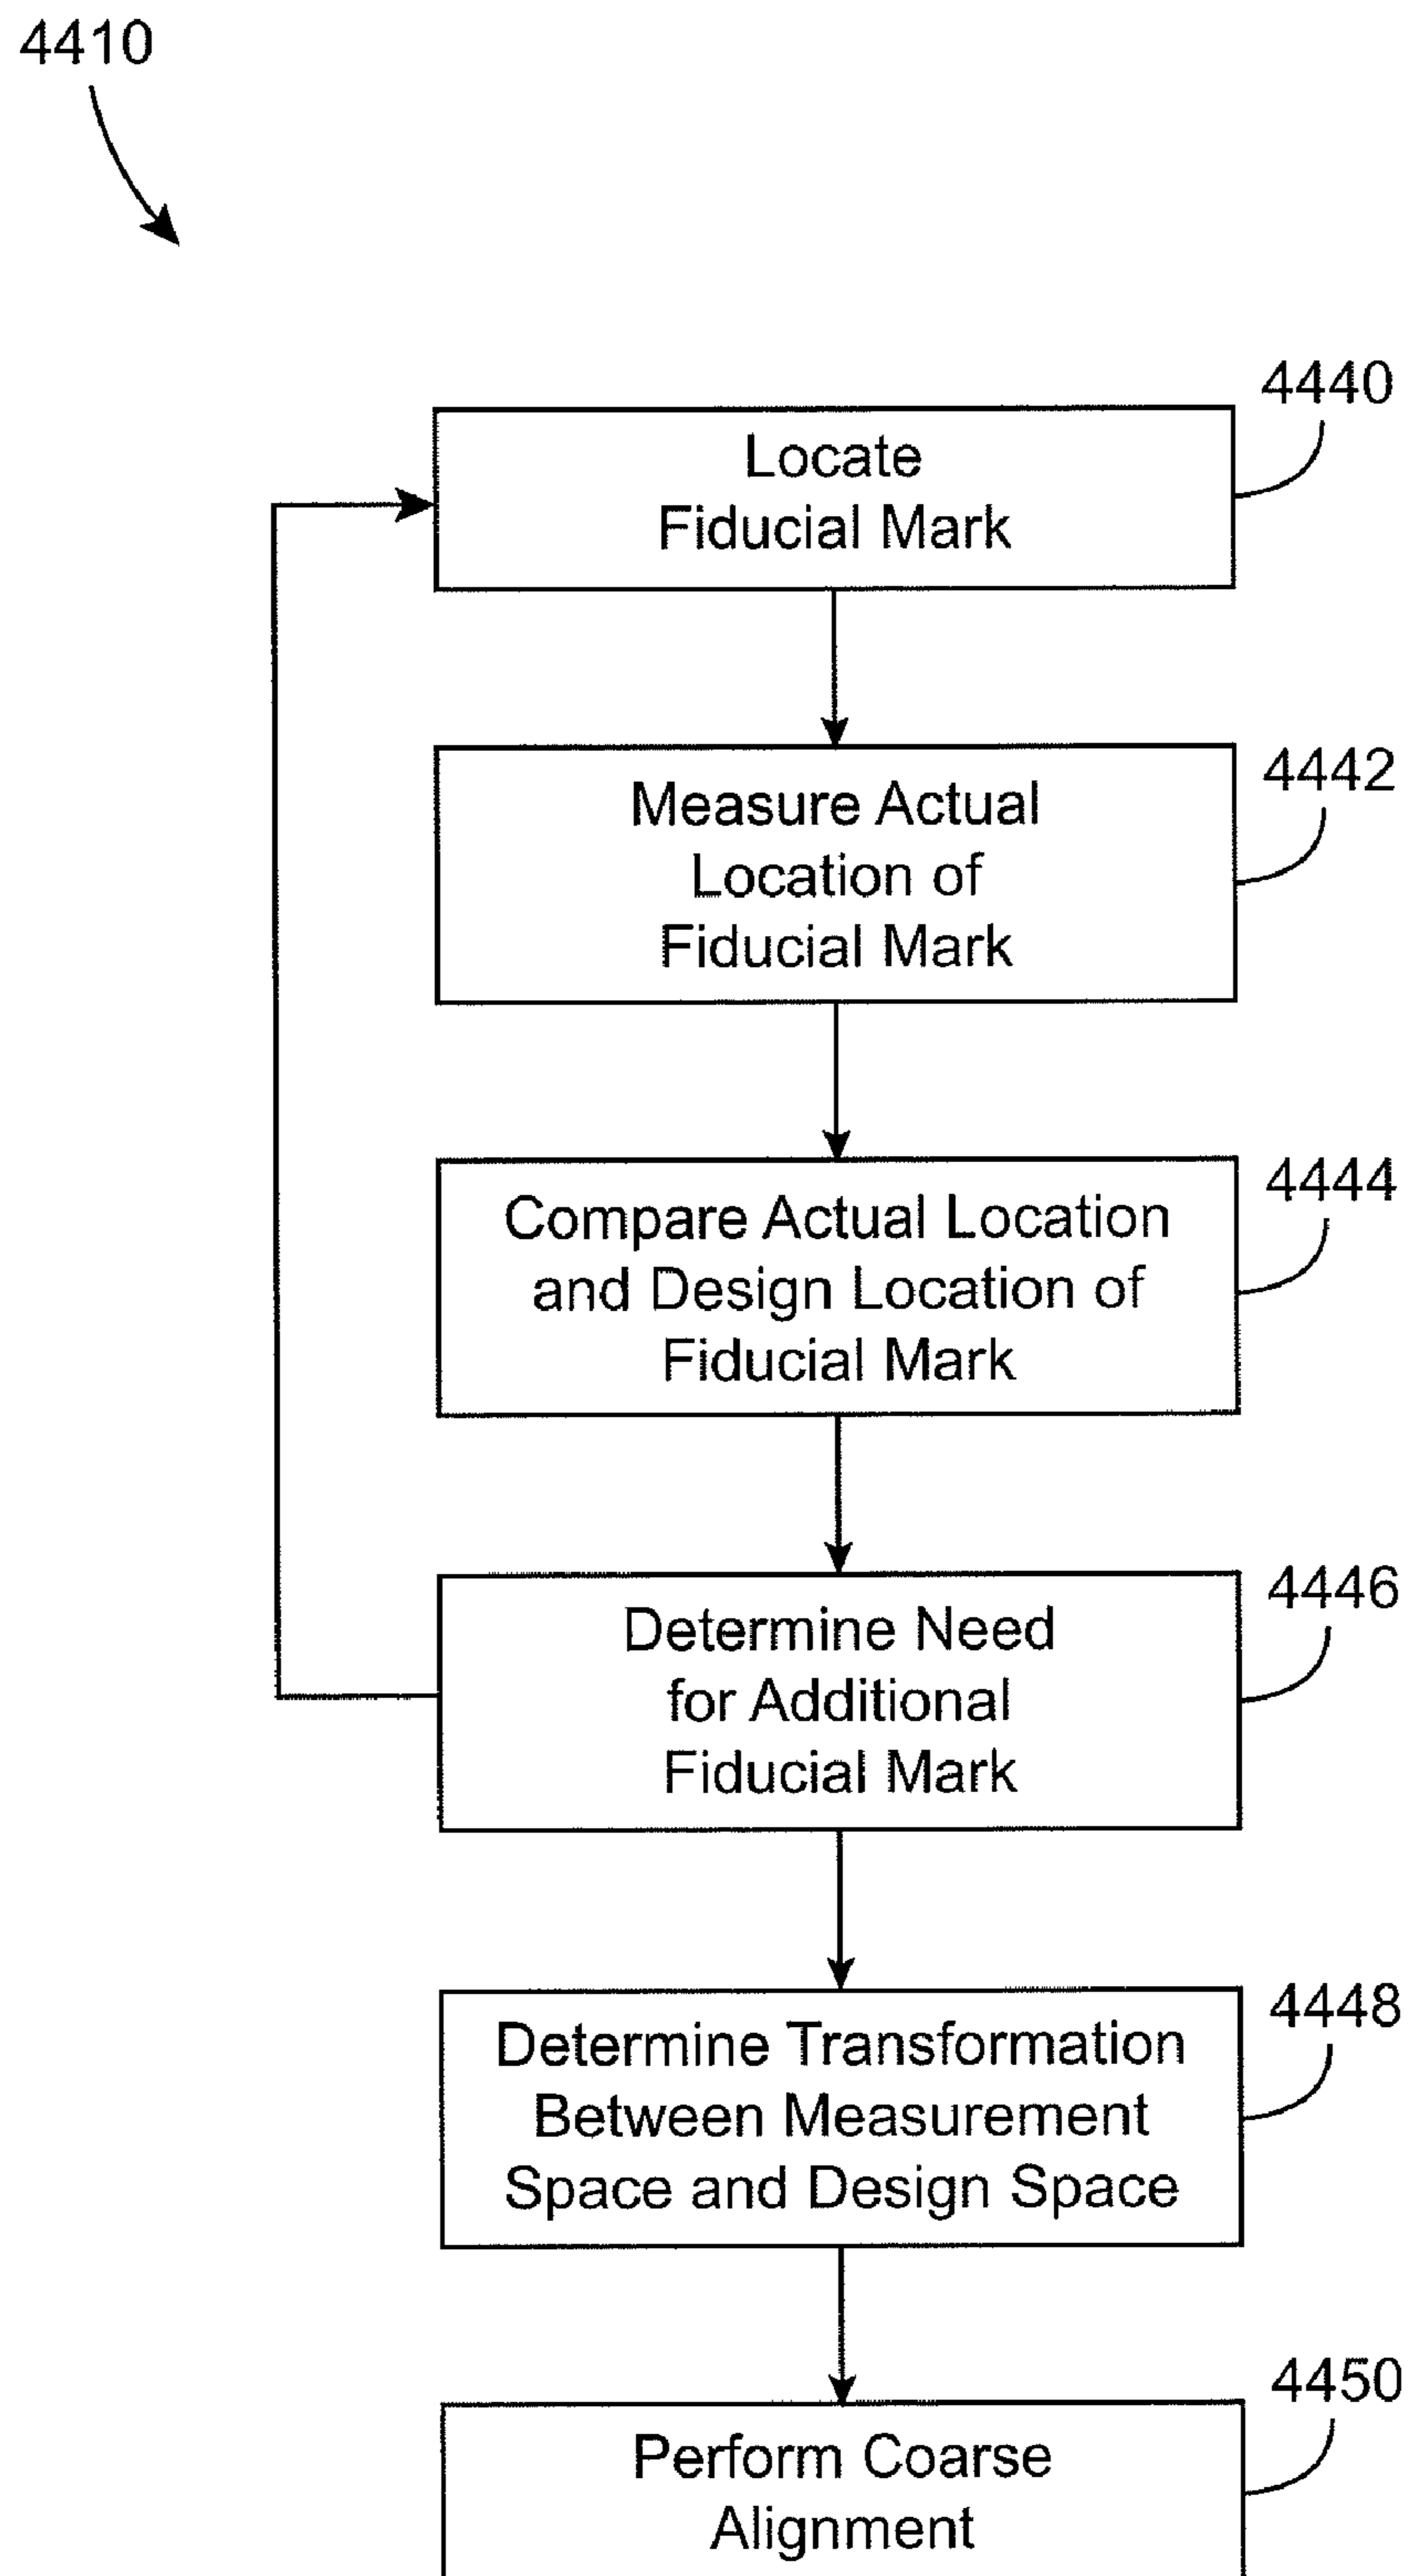 4410
4440
Locate
Fiducial Mark
4442
Measure Actual
Location of
Fiducial Mark
4444
Compare Actual Location
and Design Location of
Fiducial Mark
4446
Determine Need
for Additional
Fiducial Mark
4448
Determine Transformation
Between Measurement
Space and Design Space
4450
Perform Coarse
Alignment